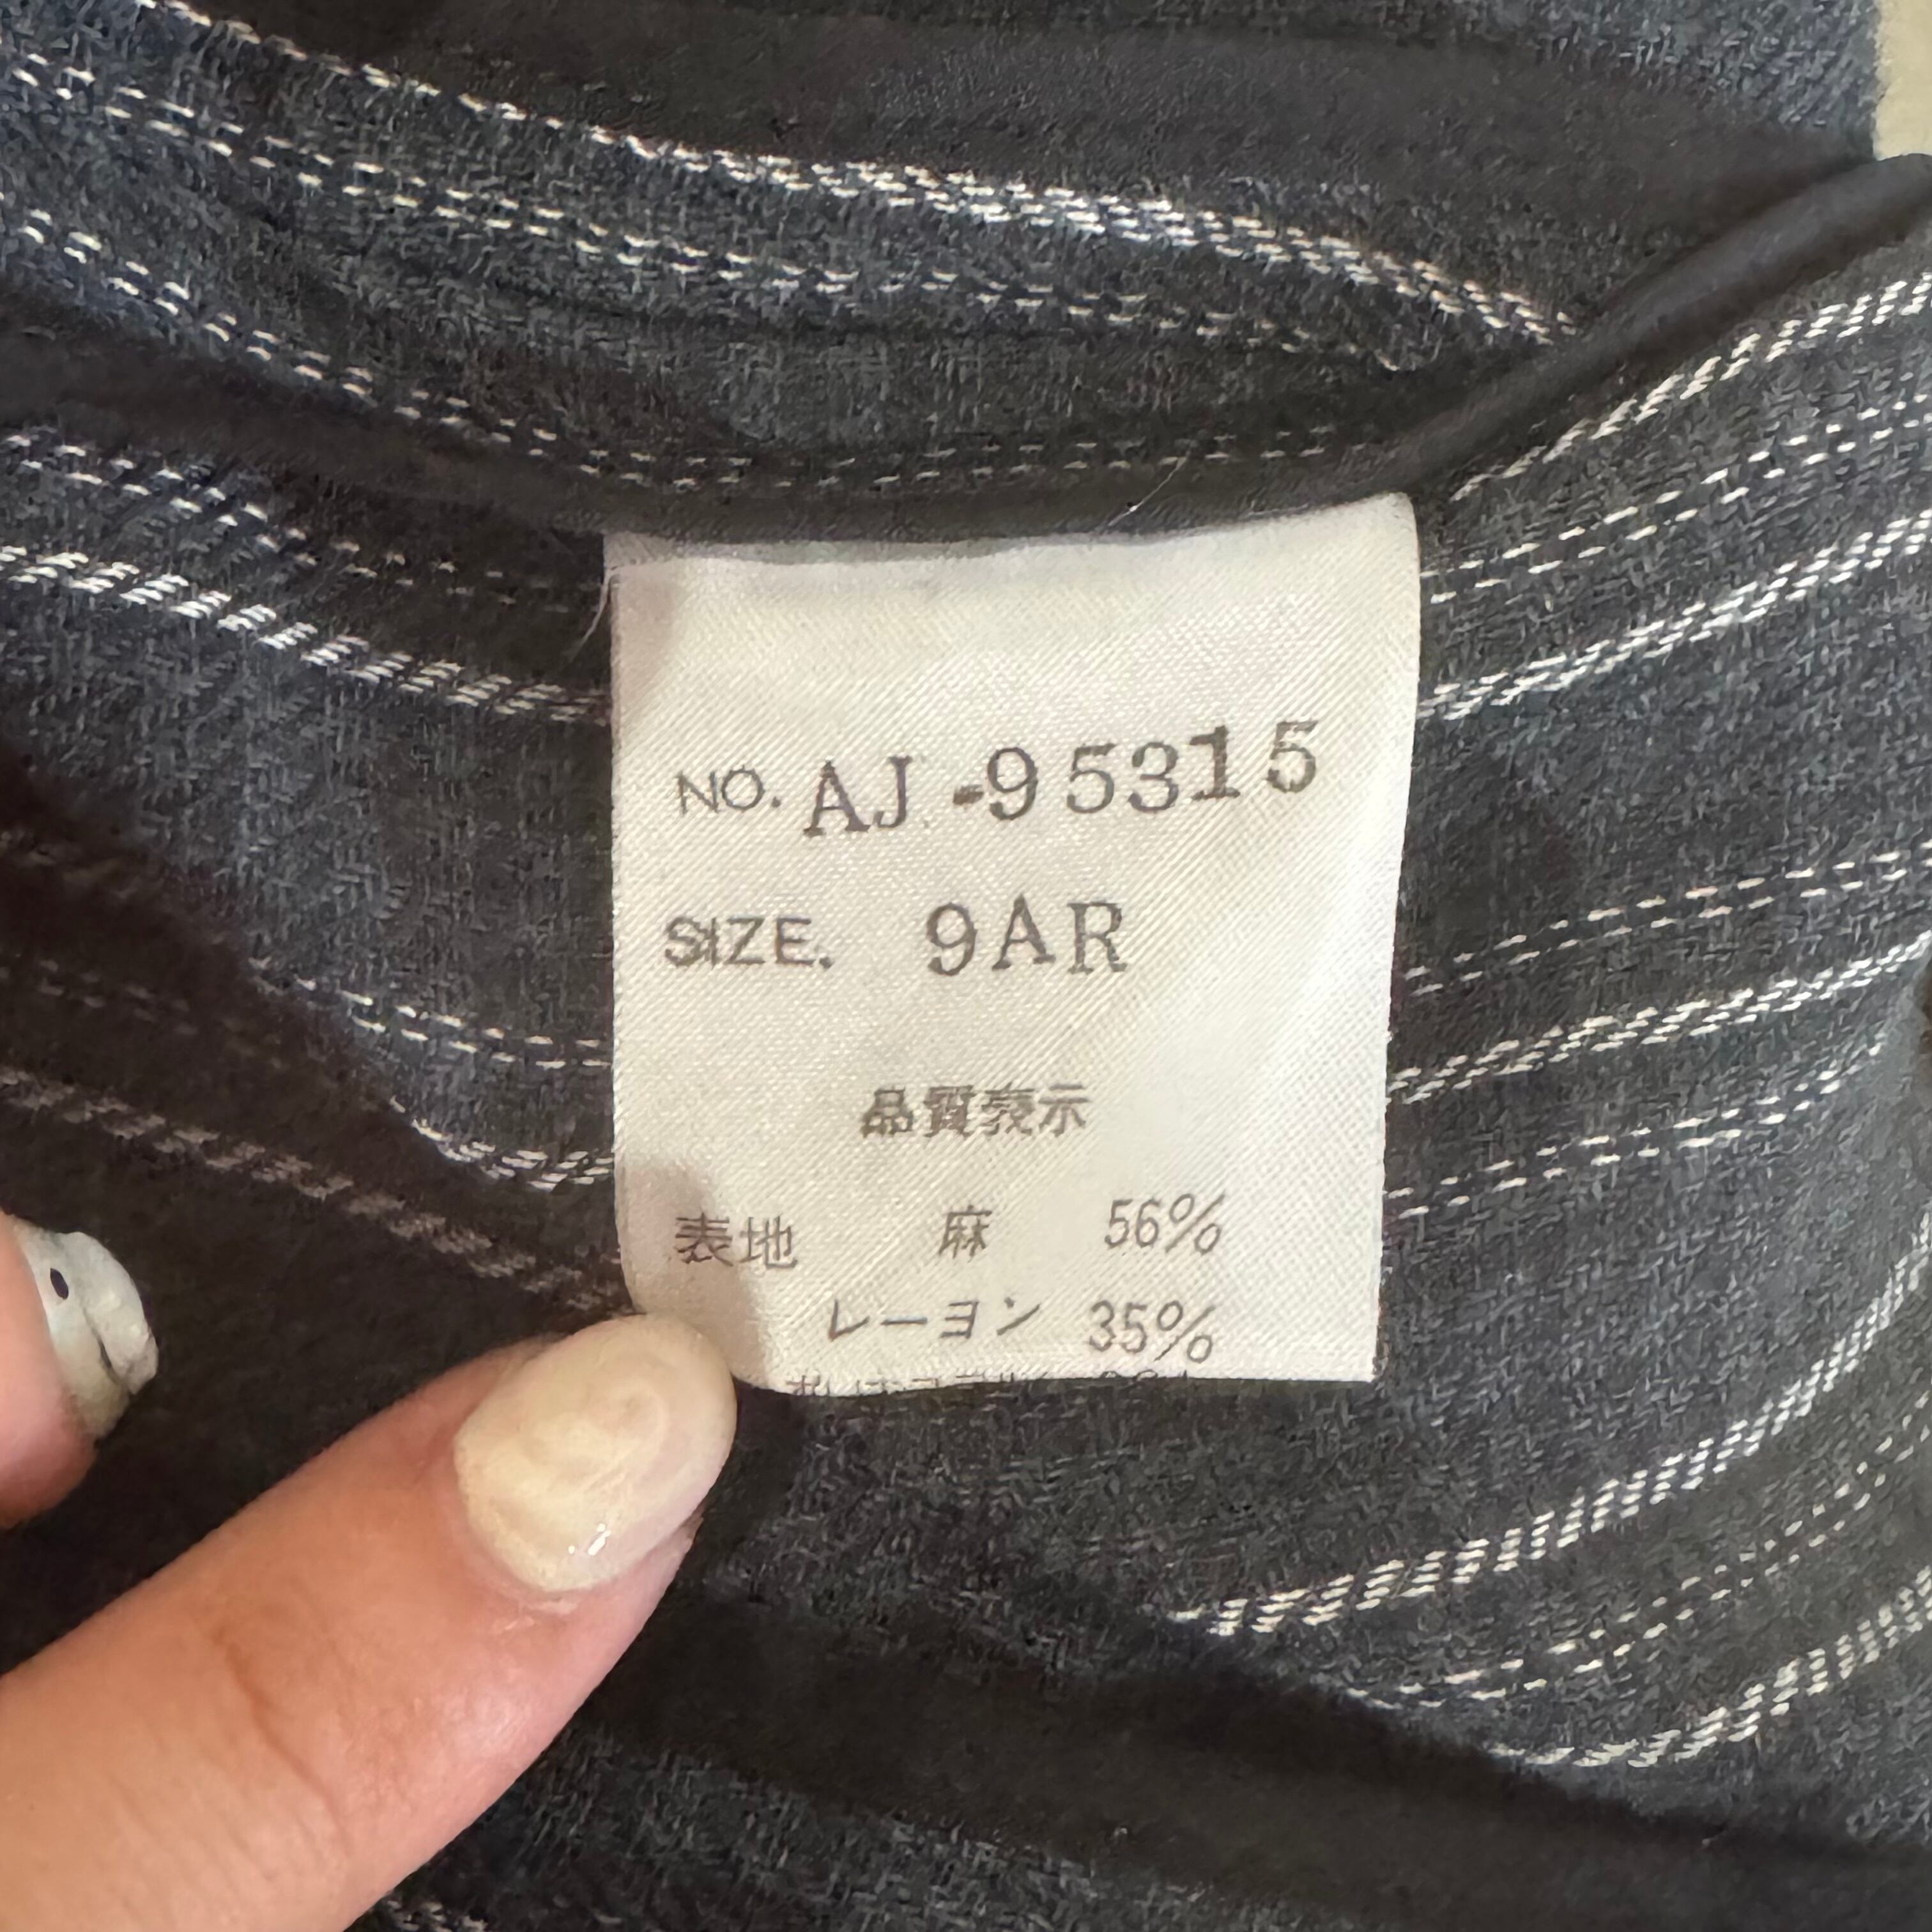 NO. AJ-95315
SIZE. 9AR
品質表示
表地 麻 56%
レーヨン 35%